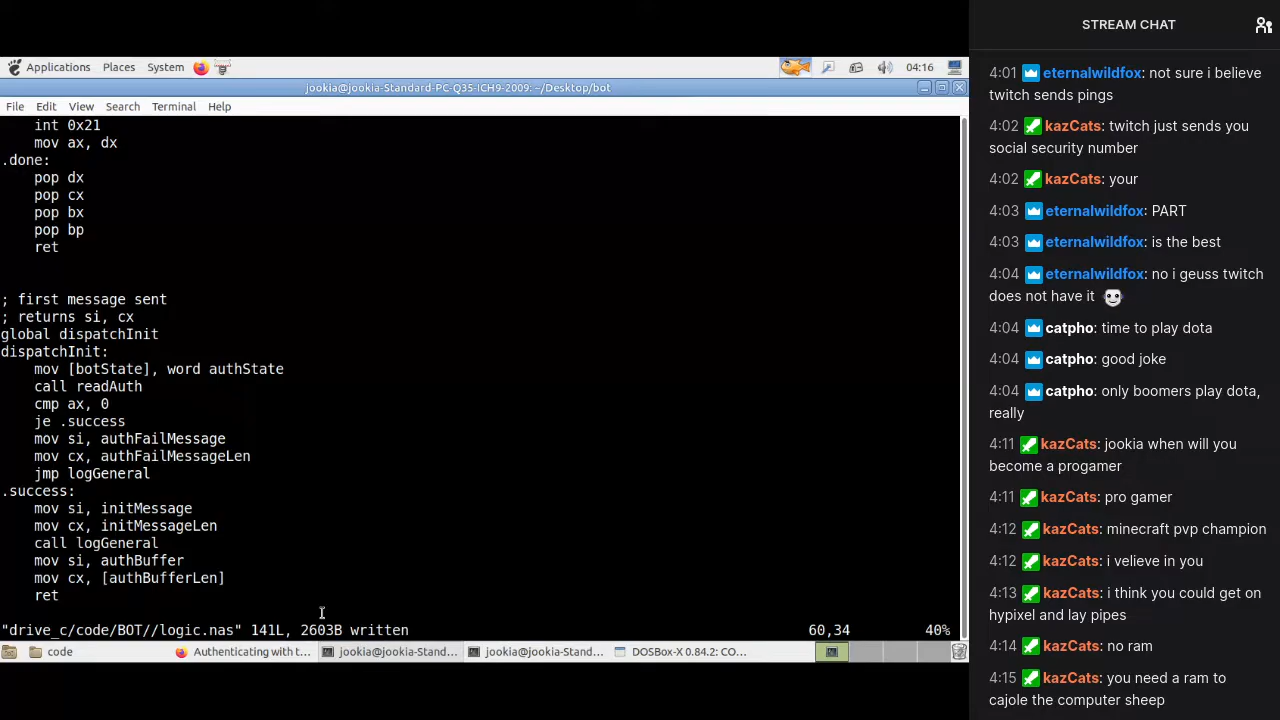 Applications Places System 04:16
jookia@jookia-Standard-PC-Q35-ICH9-2009: ~/Desktop/bot
File Edit View Search Terminal Help
int 0x21
mov ax, dx
.done:
pop dx
pop cx
pop bx
pop bp
ret
; first message sent
; returns si, cx
global dispatchInit
dispatchInit:
mov [botState], word authState
call readAuth
cmp ax, 0
je .success
mov si, authFailMessage
mov cx, authFailMessageLen
jmp logGeneral
.success:
mov si, initMessage
mov cx, initMessageLen
call logGeneral
mov si, authBuffer
mov cx, [authBufferLen]
ret
"drive_c/code/BOT//logic.nas" 141L, 2603B written 60,34 40%
code Authenticating with t... jookia@jookia-Stand... jookia@jookia-Stand... DOSBox-X 0.84.2: CO...
STREAM CHAT
4:01 eternalwildfox: not sure i believe
twitch sends pings
4:02 kazCats: twitch just sends you
social security number
4:02 kazCats: your
4:03 eternalwildfox: PART
4:03 eternalwildfox: is the best
4:04 eternalwildfox: no i geuss twitch
does not have it
4:04 catpho: time to play dota
4:04 catpho: good joke
4:04 catpho: only boomers play dota,
really
4:11 kazCats: jookia when will you
become a progamer
4:11 kazCats: pro gamer
4:12 kazCats: minecraft pvp champion
4:12 kazCats: i velieve in you
4:13 kazCats: i think you could get on
hypixel and lay pipes
4:14 kazCats: no ram
4:15 kazCats: you need a ram to
cajole the computer sheep